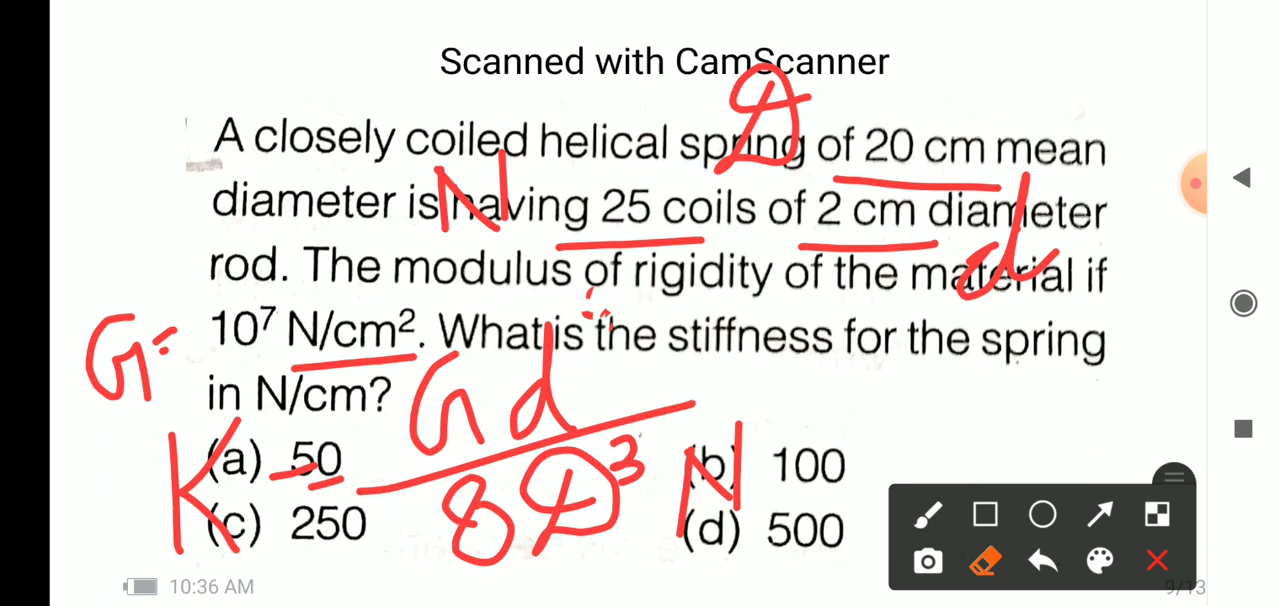 Scanned with CamScanner
D
A closely coiled helical spring of 20 cm mean
N
diameter is having 25 coils of 2 cm diameter
d
rod. The modulus of rigidity of the material if
G =
10⁷ N/cm². What is the stiffness for the spring
in N/cm?
K = Gd
8D³N
(a) 50 (b) 100
(c) 250 (d) 500
10:36 AM
9/13